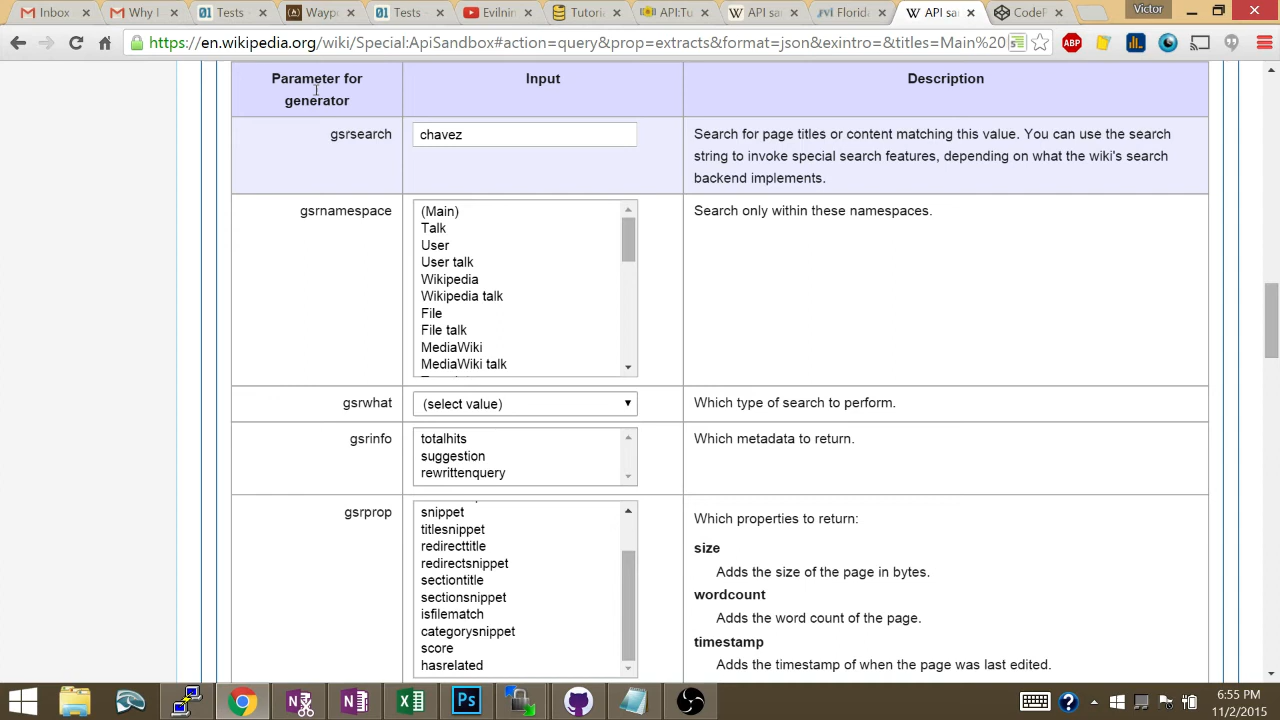 Inbox
Why I
Tests
Waypo
Tests
Evilnin
Tutoria
API:Tu
API sa
Florida
API sa
CodeP
Victor
https://en.wikipedia.org/wiki/Special:ApiSandbox#action=query&prop=extracts&format=json&exintro=&titles=Main%20
ABP
Parameter for generator
Input
Description
gsrsearch
chavez
Search for page titles or content matching this value. You can use the search
string to invoke special search features, depending on what the wiki's search
backend implements.
gsrnamespace
(Main)
Talk
User
User talk
Wikipedia
Wikipedia talk
File
File talk
MediaWiki
MediaWiki talk
Search only within these namespaces.
gsrwhat
(select value)
Which type of search to perform.
gsrinfo
totalhits
suggestion
rewrittenquery
Which metadata to return.
gsrprop
snippet
titlesnippet
redirecttitle
redirectsnippet
sectiontitle
sectionsnippet
isfilematch
categorysnippet
score
hasrelated
Which properties to return:
size
Adds the size of the page in bytes.
wordcount
Adds the word count of the page.
timestamp
Adds the timestamp of when the page was last edited.
6:55 PM
11/2/2015